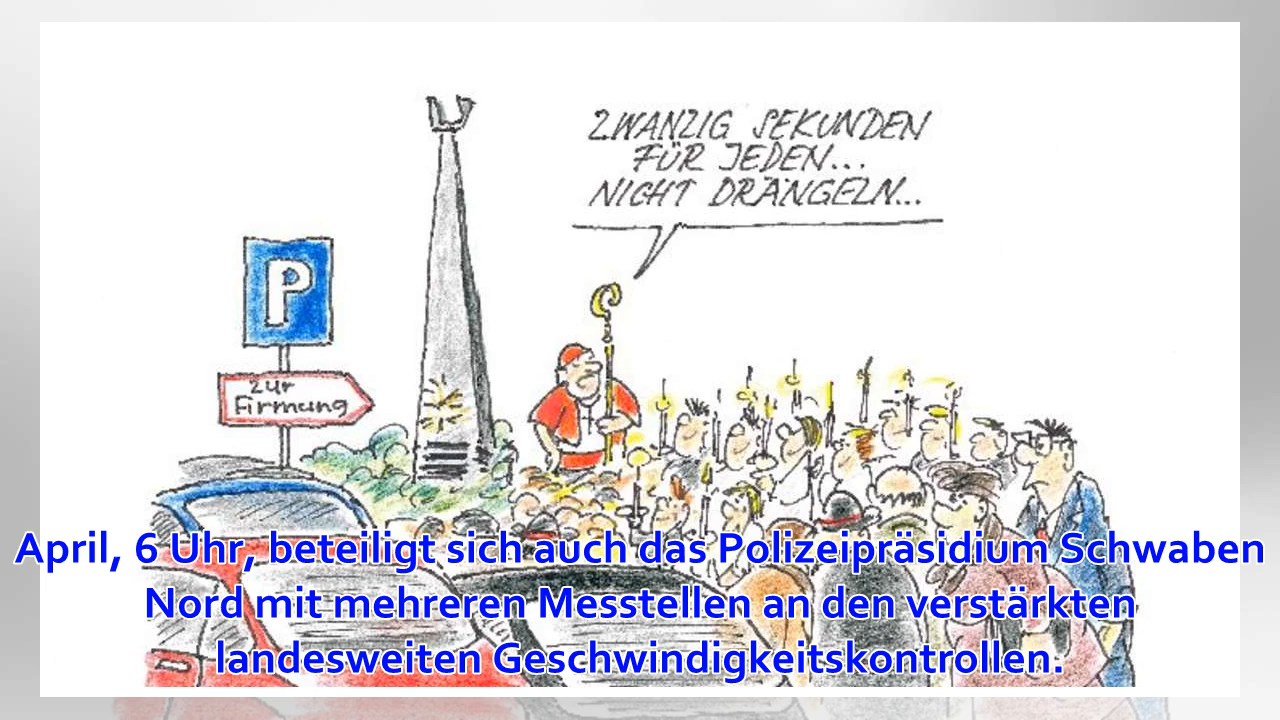 ZWANZIG SEKUNDEN
FÜR JEDEN...
NICHT DRÄNGELN...
P
zur
Firmung
April, 6 Uhr, beteiligt sich auch das Polizeipräsidium Schwaben
Nord mit mehreren Messtellen an den verstärkten
landesweiten Geschwindigkeitskontrollen.